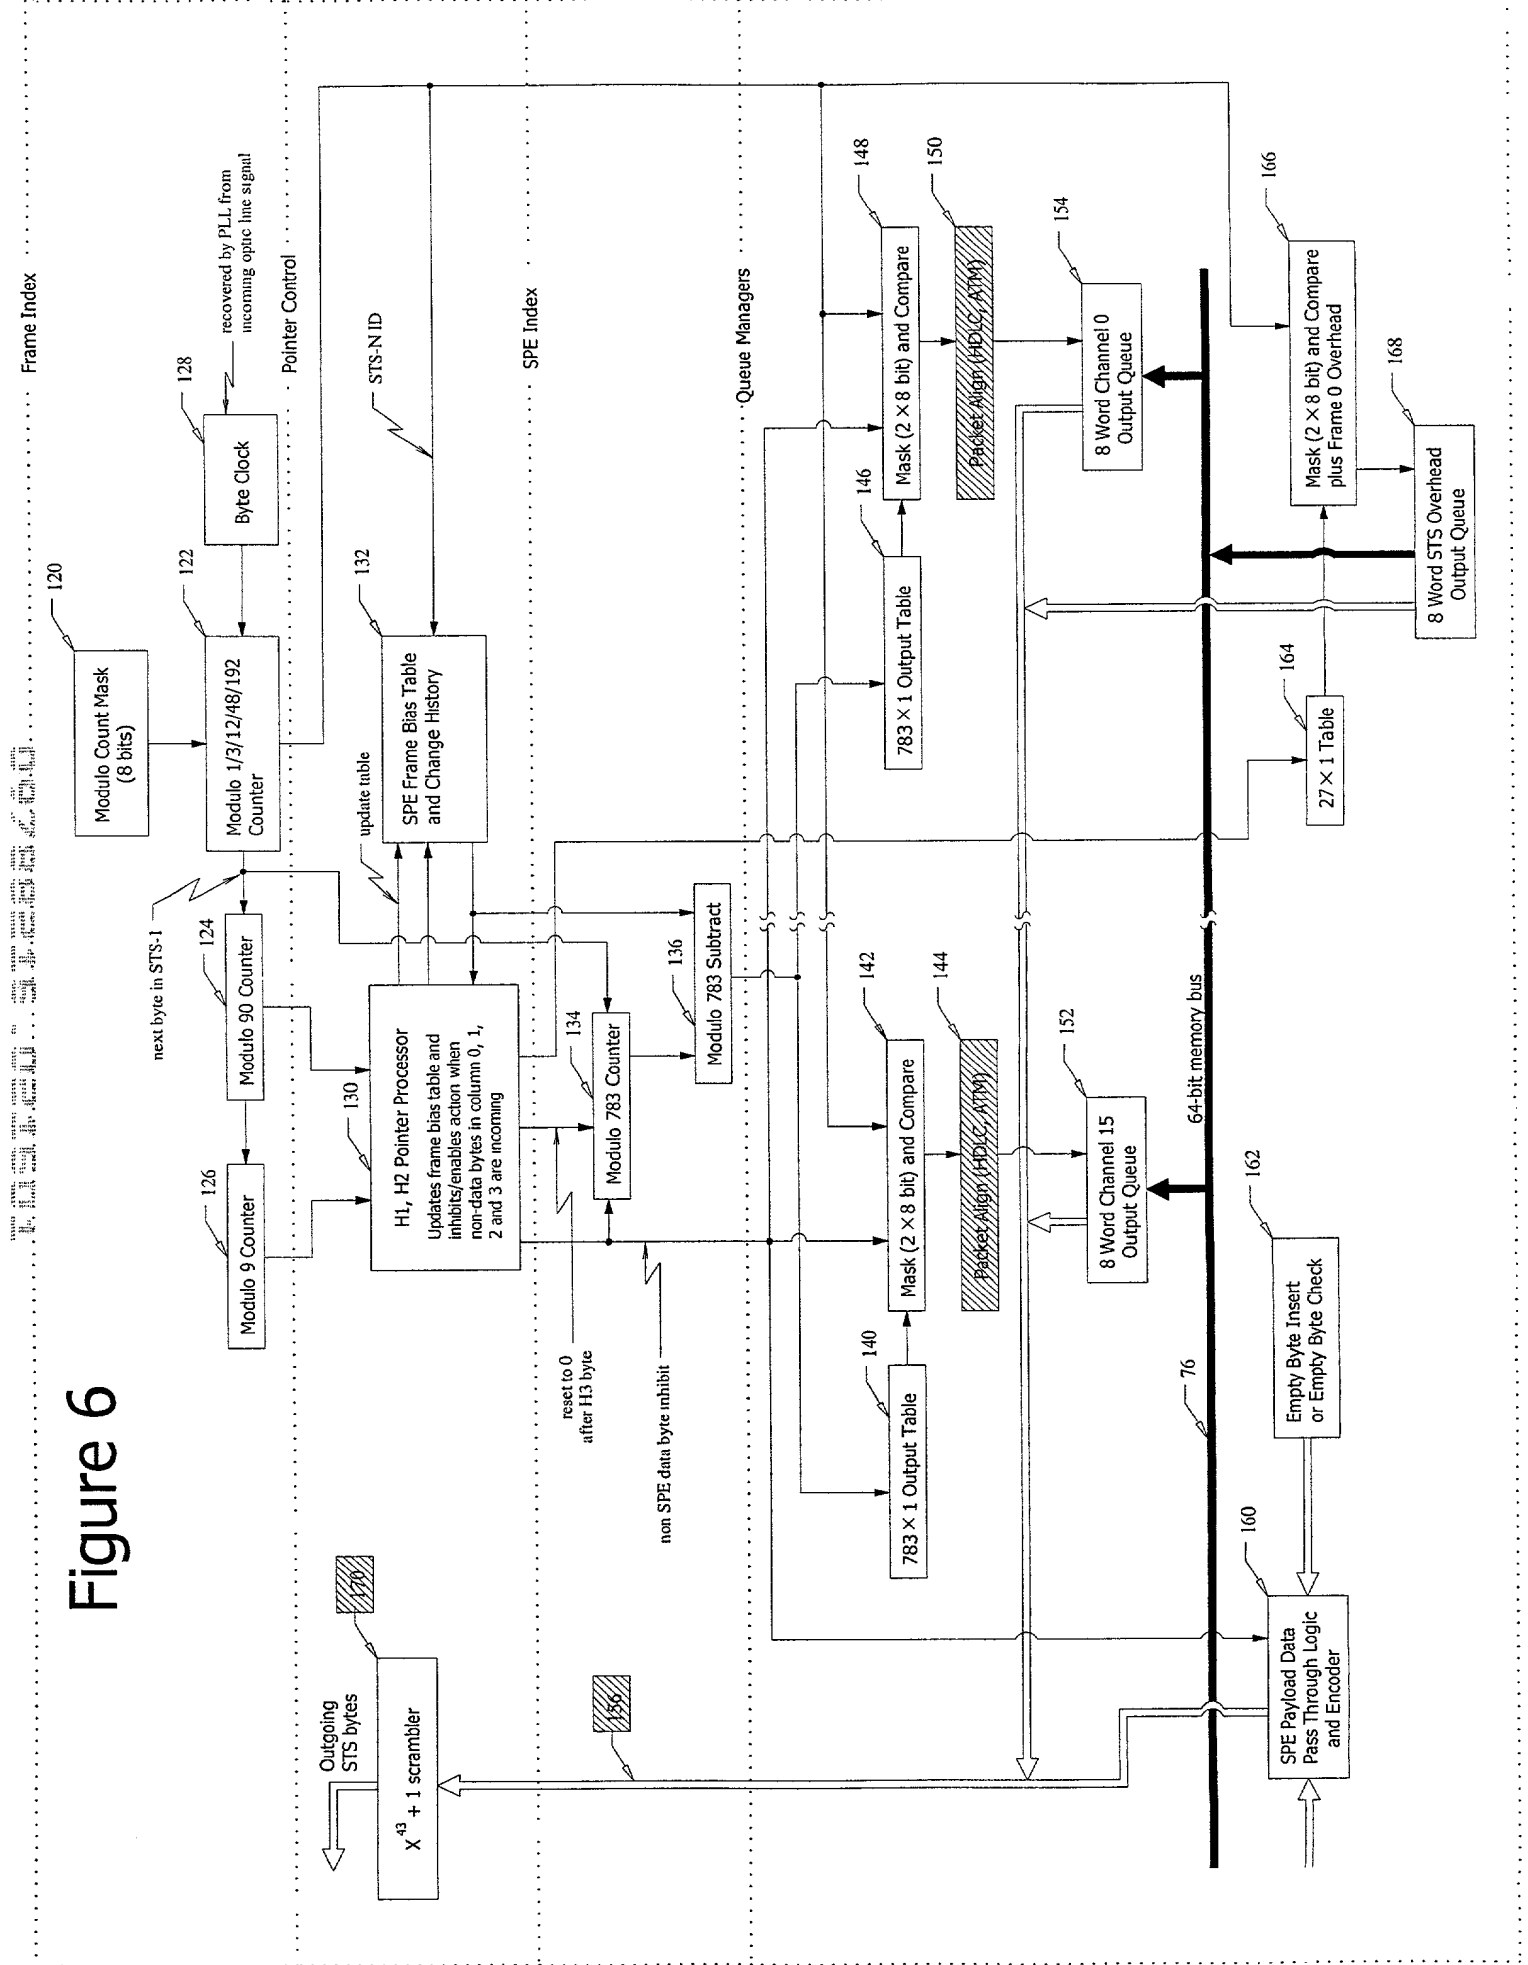 Figure 6
Frame Index
120
Modulo Count Mask
(8 bits)
122
Modulo 1/3/12/48/192
Counter
128
Byte Clock
recovered by PLL from
incoming optic line signal
next byte in STS-1
124
Modulo 90 Counter
126
Modulo 9 Counter
Pointer Control
130
H1, H2 Pointer Processor
Updates frame bias table and
inhibits/enables action when
non-data bytes in column 0, 1,
2 and 3 are incoming
update table
132
SPE Frame Bias Table
and Change History
STS-N ID
170
Outgoing
STS bytes
X43 + 1 scrambler
SPE Index
reset to 0
after H3 byte
134
Modulo 783 Counter
136
Modulo 783 Subtract
non SPE data byte inhibit
156
Queue Managers
140
783 × 1 Output Table
142
Mask (2 × 8 bit) and Compare
144
Packet Align (HDLC, ATM)
146
783 × 1 Output Table
148
Mask (2 × 8 bit) and Compare
150
Packet Align (HDLC, ATM)
152
8 Word Channel 15
Output Queue
154
8 Word Channel 0
Output Queue
76
64-bit memory bus
160
SPE Payload Data
Pass Through Logic
and Encoder
162
Empty Byte Insert
or Empty Byte Check
164
27 × 1 Table
166
Mask (2 × 8 bit) and Compare
plus Frame 0 Overhead
168
8 Word STS Overhead
Output Queue